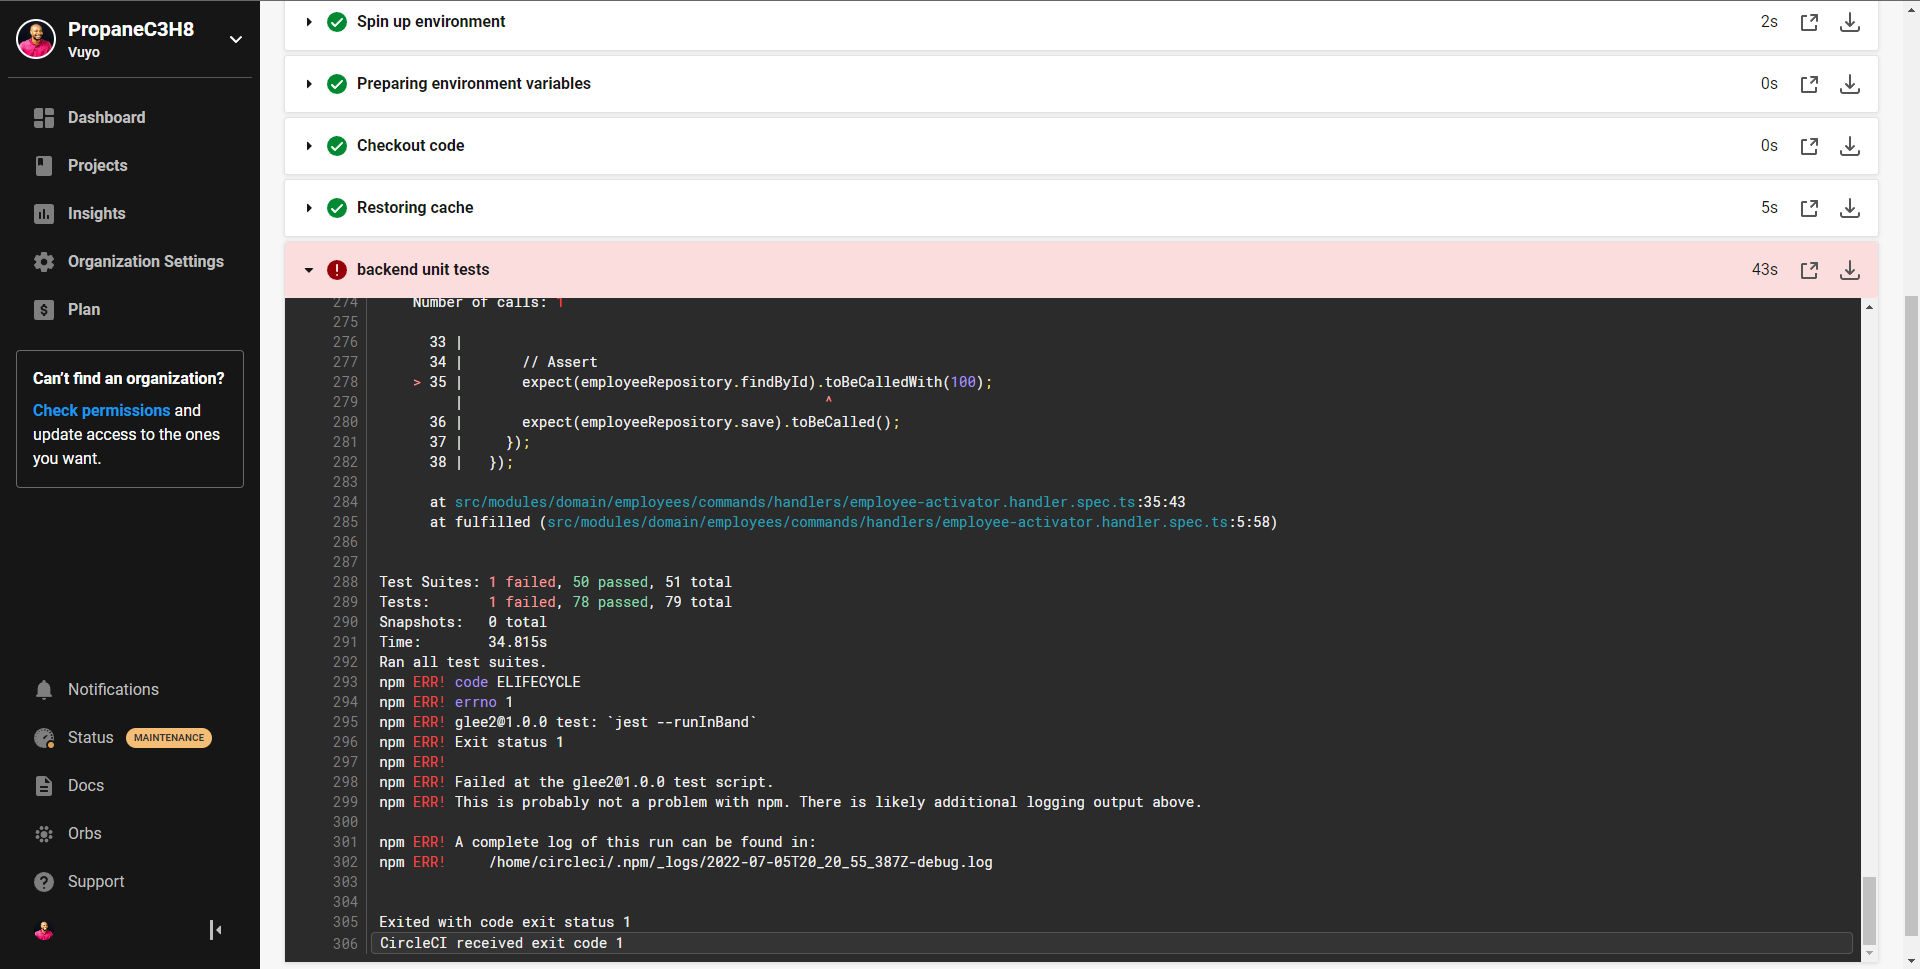 PropaneC3H8
Vuyo
Dashboard
Projects
Insights
Organization Settings
Plan
Can't find an organization?
Check permissions and
update access to the ones
you want.
Notifications
Status MAINTENANCE
Docs
Orbs
Support
Spin up environment 2s
Preparing environment variables 0s
Checkout code 0s
Restoring cache 5s
backend unit tests 43s
274 Number of calls: 1
275
276 33 |
277 34 | // Assert
278 > 35 | expect(employeeRepository.findById).toBeCalledWith(100);
279 | ^
280 36 | expect(employeeRepository.save).toBeCalled();
281 37 | });
282 38 | });
283
284 at src/modules/domain/employees/commands/handlers/employee-activator.handler.spec.ts:35:43
285 at fulfilled (src/modules/domain/employees/commands/handlers/employee-activator.handler.spec.ts:5:58)
286
287
288 Test Suites: 1 failed, 50 passed, 51 total
289 Tests: 1 failed, 78 passed, 79 total
290 Snapshots: 0 total
291 Time: 34.815s
292 Ran all test suites.
293 npm ERR! code ELIFECYCLE
294 npm ERR! errno 1
295 npm ERR! glee2@1.0.0 test: `jest --runInBand`
296 npm ERR! Exit status 1
297 npm ERR!
298 npm ERR! Failed at the glee2@1.0.0 test script.
299 npm ERR! This is probably not a problem with npm. There is likely additional logging output above.
300
301 npm ERR! A complete log of this run can be found in:
302 npm ERR! /home/circleci/.npm/_logs/2022-07-05T20_20_55_387Z-debug.log
303
304
305 Exited with code exit status 1
306 CircleCI received exit code 1